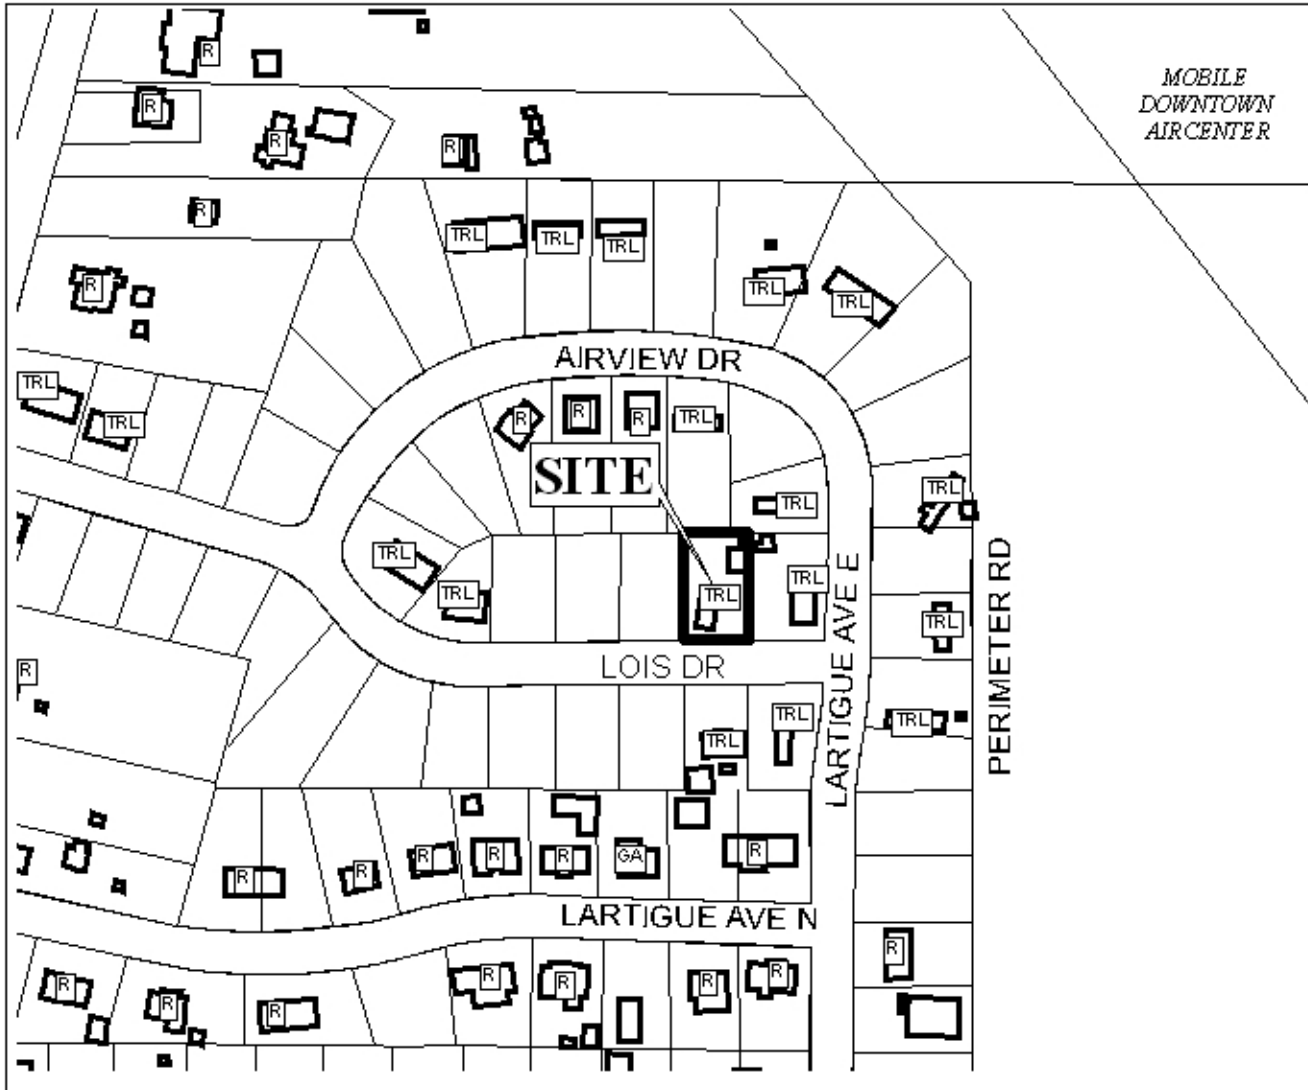 R
MOBILE
DOWNTOWN
AIRCENTER
R
R
R
R
TRL
TRL
TRL
R
TRL
TRL
AIRVIEW DR
TRL
TRL
R
R
R
TRL
SITE
TRL
TRL
TRL
TRL
TRL
TRL
TRL
LARTIGUE AVE E
PERIMETER RD
LOIS DR
R
TRL
TRL
TRL
R
R
R
R
R
GA
R
LARTIGUE AVE N
R
R
R
R
R
R
R
R